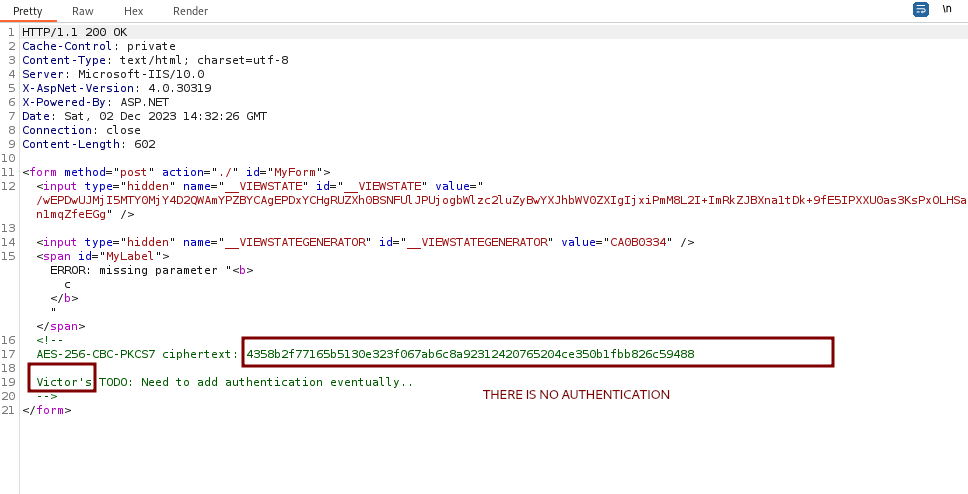 Pretty Raw Hex Render \n
1 HTTP/1.1 200 OK
2 Cache-Control: private
3 Content-Type: text/html; charset=utf-8
4 Server: Microsoft-IIS/10.0
5 X-AspNet-Version: 4.0.30319
6 X-Powered-By: ASP.NET
7 Date: Sat, 02 Dec 2023 14:32:26 GMT
8 Connection: close
9 Content-Length: 602
10
11 <form method="post" action="./" id="MyForm">
12 <input type="hidden" name="__VIEWSTATE" id="__VIEWSTATE" value="
/wEPDwUJMjI5MTY0MjY4D2QWAmYPZBYCAgEPDxYCHgRUZXh0BSNFUlJPUjogbWlzc2luZyBwYXJhbWV0ZXIgIjxiPmM8L2I+ImRkZJBXna1tDk+9fE5IPXXU0as3KsPxOLHSa
n1mqZfeEGg" />
13
14 <input type="hidden" name="__VIEWSTATEGENERATOR" id="__VIEWSTATEGENERATOR" value="CA0B0334" />
15 <span id="MyLabel">
ERROR: missing parameter "<b>
c
</b>
"
</span>
16 <!--
17 AES-256-CBC-PKCS7 ciphertext: 4358b2f77165b5130e323f067ab6c8a92312420765204ce350b1fbb826c59488
18
19 Victor's TODO: Need to add authentication eventually..
20 -->
THERE IS NO AUTHENTICATION
21 </form>